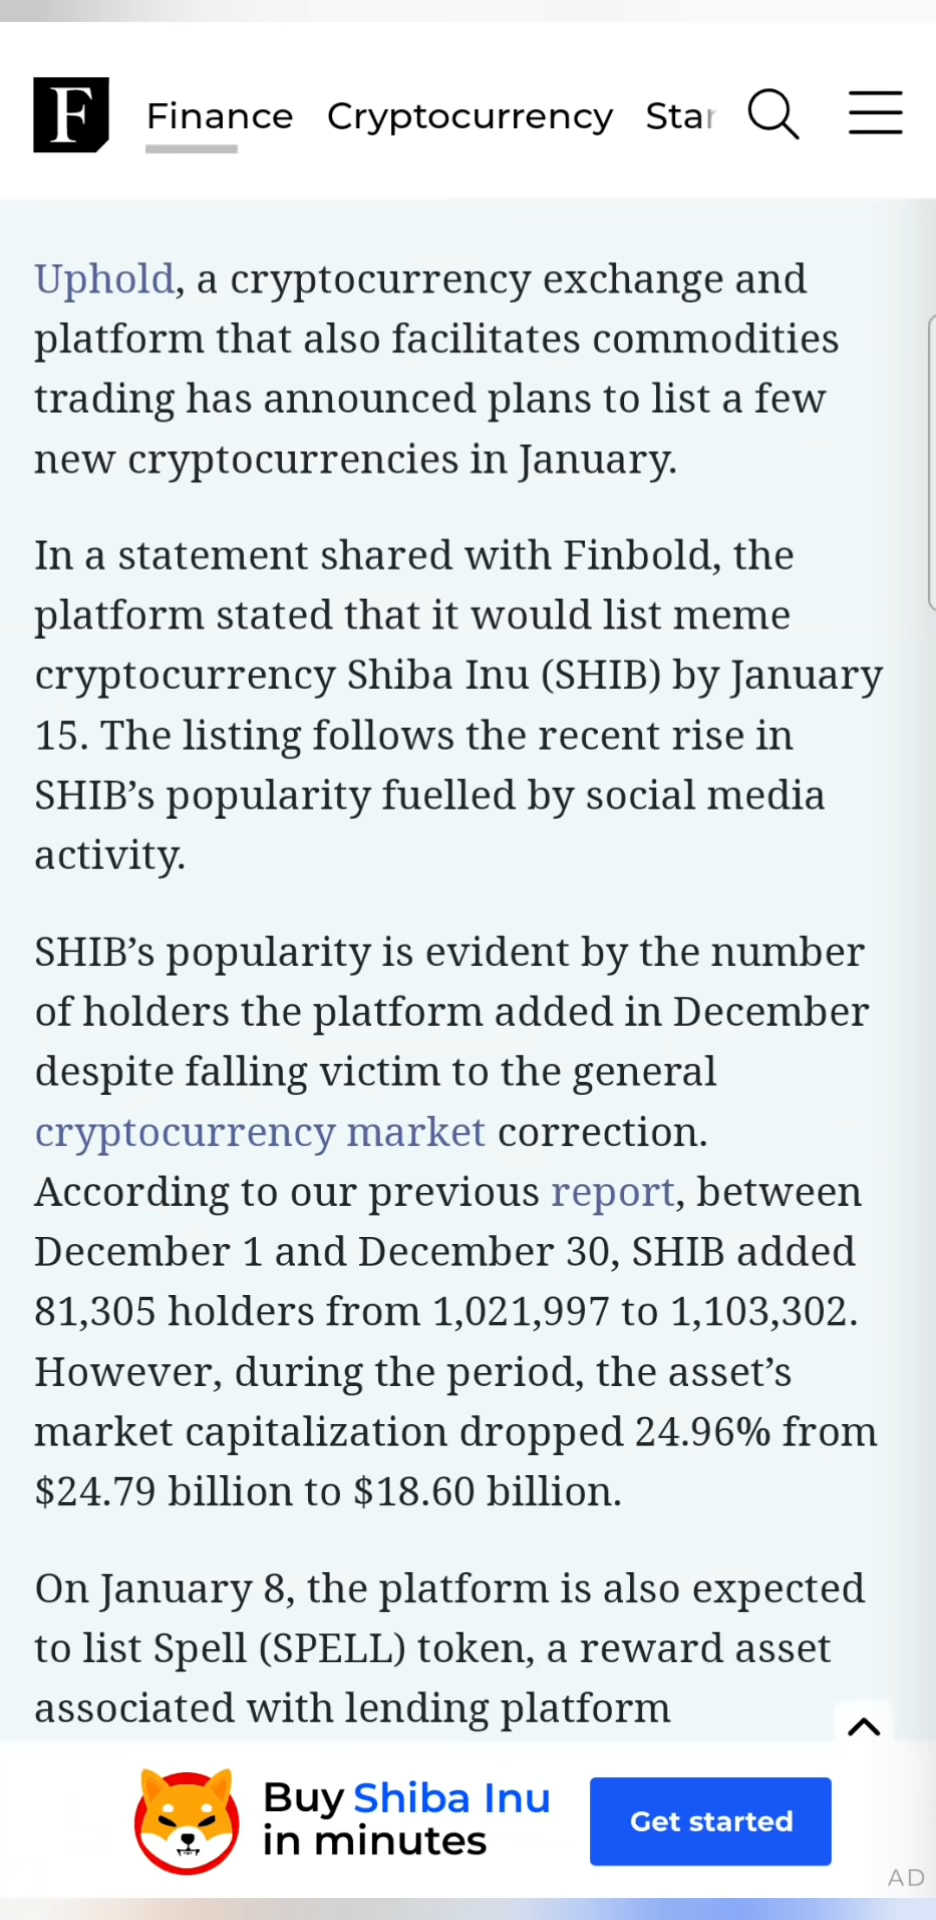 F
Finance Cryptocurrency Star
Uphold, a cryptocurrency exchange and
platform that also facilitates commodities
trading has announced plans to list a few
new cryptocurrencies in January.
In a statement shared with Finbold, the
platform stated that it would list meme
cryptocurrency Shiba Inu (SHIB) by January
15. The listing follows the recent rise in
SHIB’s popularity fuelled by social media
activity.
SHIB’s popularity is evident by the number
of holders the platform added in December
despite falling victim to the general
cryptocurrency market correction.
According to our previous report, between
December 1 and December 30, SHIB added
81,305 holders from 1,021,997 to 1,103,302.
However, during the period, the asset’s
market capitalization dropped 24.96% from
$24.79 billion to $18.60 billion.
On January 8, the platform is also expected
to list Spell (SPELL) token, a reward asset
associated with lending platform
Buy Shiba Inu
in minutes
Get started
AD